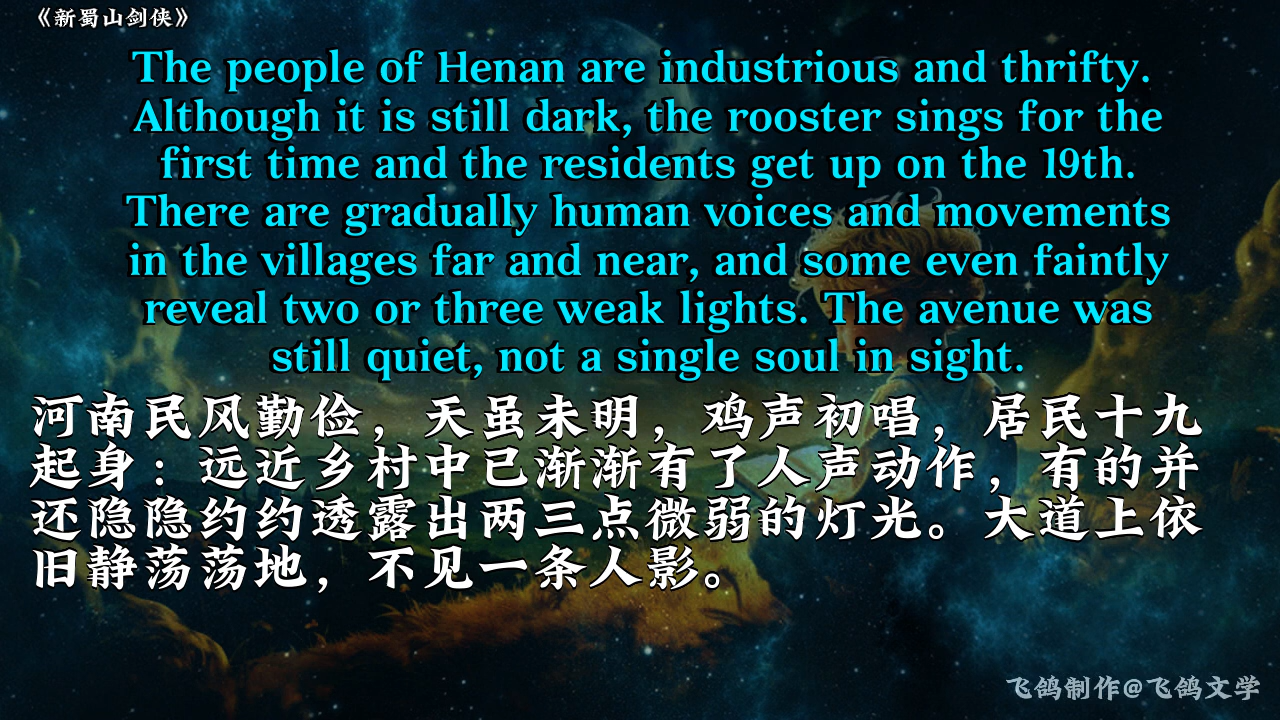 《新蜀山剑侠》
The people of Henan are industrious and thrifty.
Although it is still dark, the rooster sings for the
first time and the residents get up on the 19th.
There are gradually human voices and movements
in the villages far and near, and some even faintly
reveal two or three weak lights. The avenue was
still quiet, not a single soul in sight.
河南民风勤俭，天虽未明，鸡声初唱，居民十九
起身：远近乡村中已渐渐有了人声动作，有的并
还隐隐约约透露出两三点微弱的灯光。大道上依
旧静荡荡地，不见一条人影。
飞鸽制作@飞鸽文学